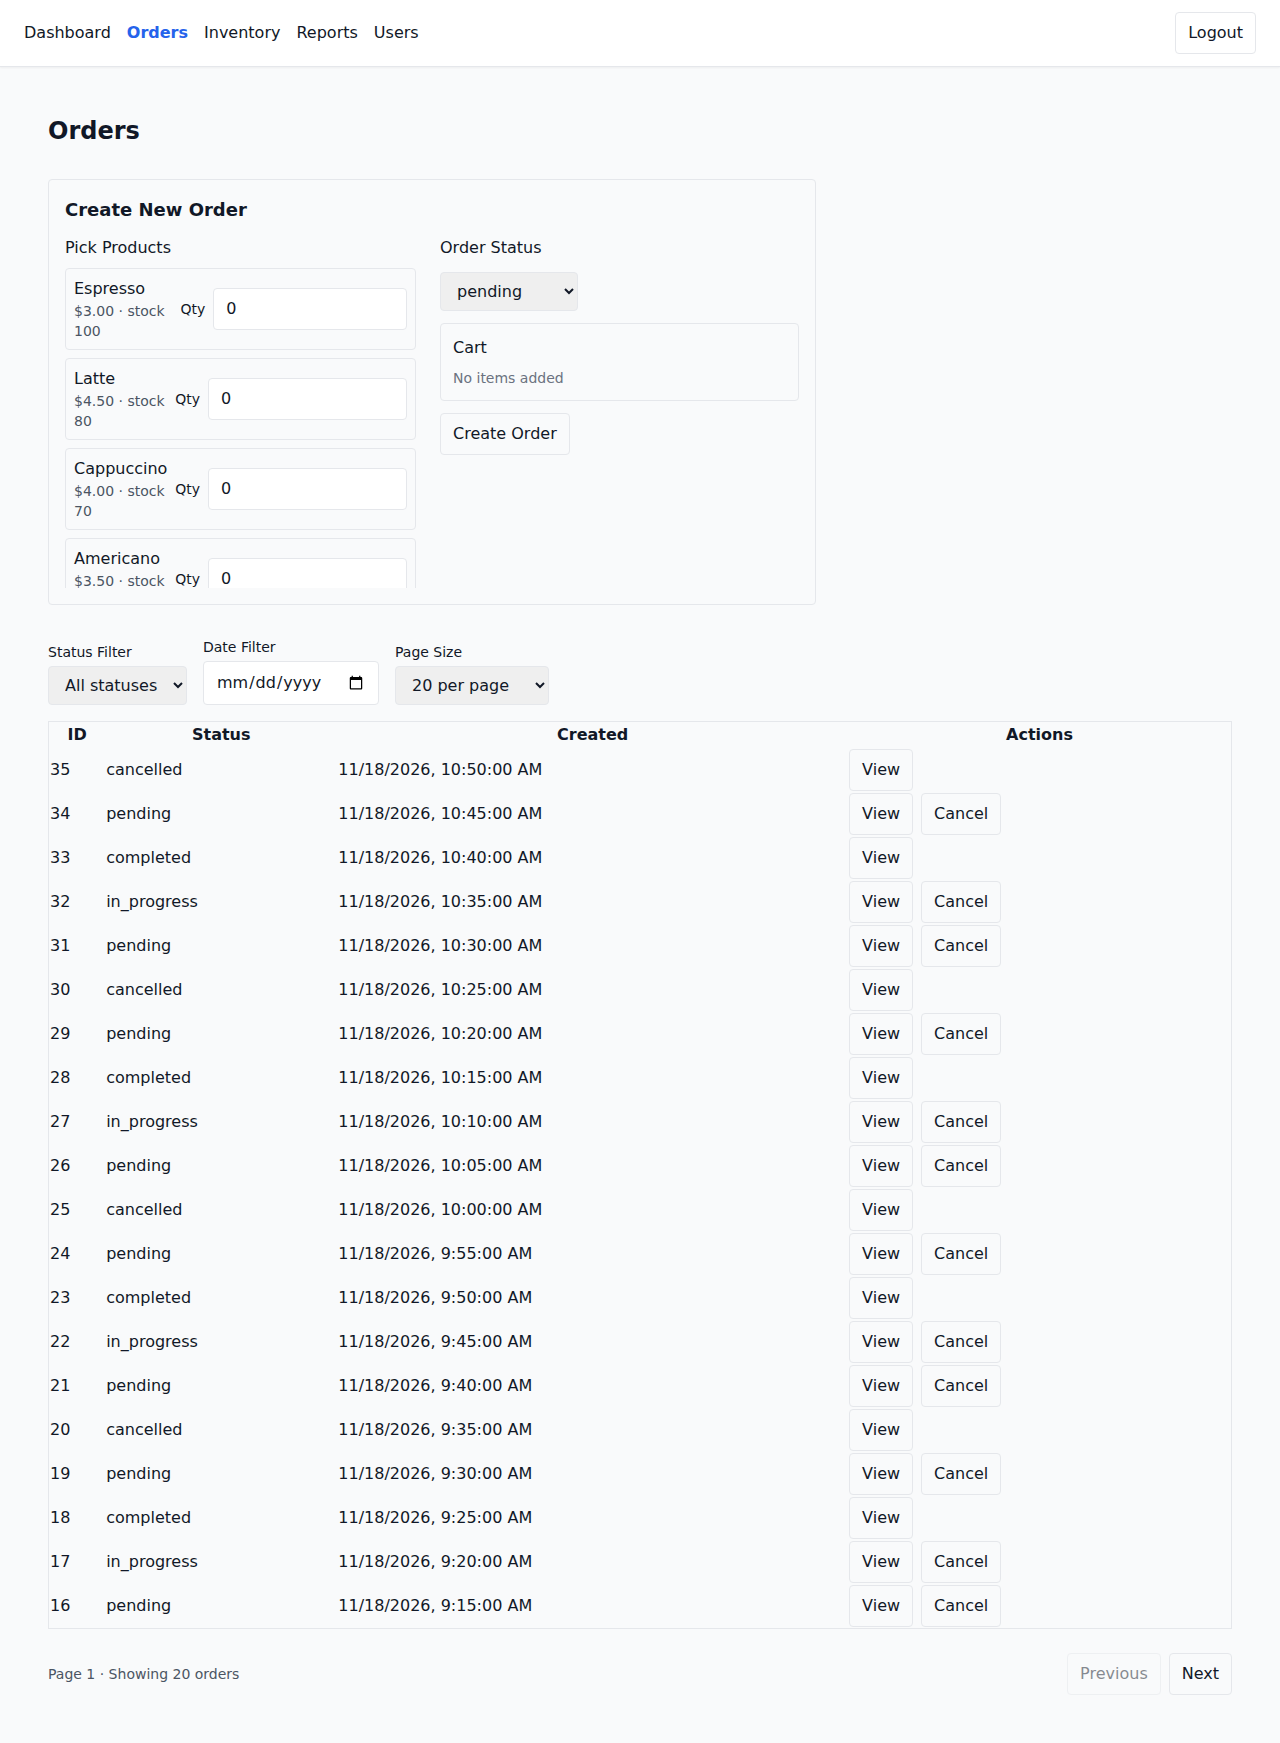 Dashboard Orders Inventory Reports Users Logout
Orders
Create New Order
Pick Products
Espresso
$3.00 · stock
100
Qty 0
Latte
$4.50 · stock
80
Qty 0
Cappuccino
$4.00 · stock
70
Qty 0
Americano
$3.50 · stock
Qty 0
Order Status
pending
Cart
No items added
Create Order
Status Filter Date Filter Page Size
All statuses mm/dd/yyyy 20 per page
ID Status Created Actions
35 cancelled 11/18/2026, 10:50:00 AM View
34 pending 11/18/2026, 10:45:00 AM View Cancel
33 completed 11/18/2026, 10:40:00 AM View
32 in_progress 11/18/2026, 10:35:00 AM View Cancel
31 pending 11/18/2026, 10:30:00 AM View Cancel
30 cancelled 11/18/2026, 10:25:00 AM View
29 pending 11/18/2026, 10:20:00 AM View Cancel
28 completed 11/18/2026, 10:15:00 AM View
27 in_progress 11/18/2026, 10:10:00 AM View Cancel
26 pending 11/18/2026, 10:05:00 AM View Cancel
25 cancelled 11/18/2026, 10:00:00 AM View
24 pending 11/18/2026, 9:55:00 AM View Cancel
23 completed 11/18/2026, 9:50:00 AM View
22 in_progress 11/18/2026, 9:45:00 AM View Cancel
21 pending 11/18/2026, 9:40:00 AM View Cancel
20 cancelled 11/18/2026, 9:35:00 AM View
19 pending 11/18/2026, 9:30:00 AM View Cancel
18 completed 11/18/2026, 9:25:00 AM View
17 in_progress 11/18/2026, 9:20:00 AM View Cancel
16 pending 11/18/2026, 9:15:00 AM View Cancel
Page 1 · Showing 20 orders Previous Next